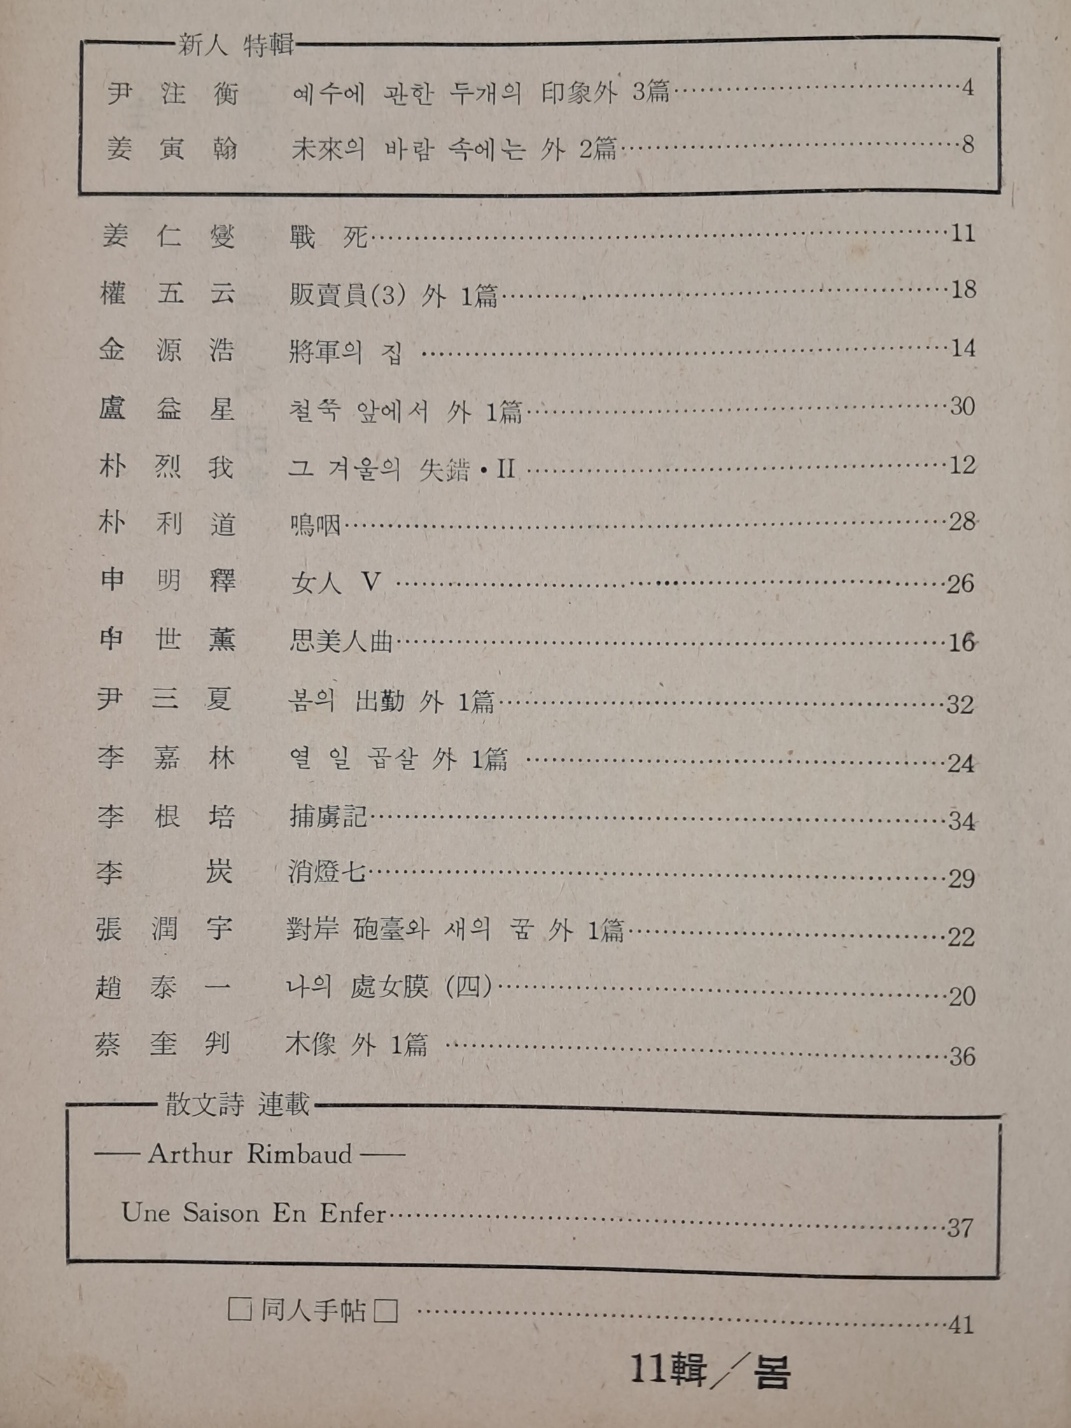 新人 特輯
尹注衡 예수에 관한 두개의 印象外 3篇……4
姜寅翰 未來의 바람 속에는 外 2篇……8
姜仁燮 戰 死……11
權五云 販賣員(3) 外 1篇……18
金源浩 將軍의 집……14
盧益星 철쭉 앞에서 外 1篇……30
朴烈我 그 겨울의 失錯·II……12
朴利道 嗚咽……28
申明釋 女人 V……26
申世薰 思美人曲……16
尹三夏 봄의 出勤 外 1篇……32
李嘉林 열 일 곱살 外 1篇……24
李根培 捕虜記……34
李炭 消燈七……29
張潤宇 對岸 砲臺와 새의 꿈 外 1篇……22
趙泰一 나의 處女膜 (四)……20
蔡奎判 木像 外 1篇……36
散文詩 連載
—Arthur Rimbaud—
Une Saison En Enfer……37
□同人手帖□……41
11輯／봄